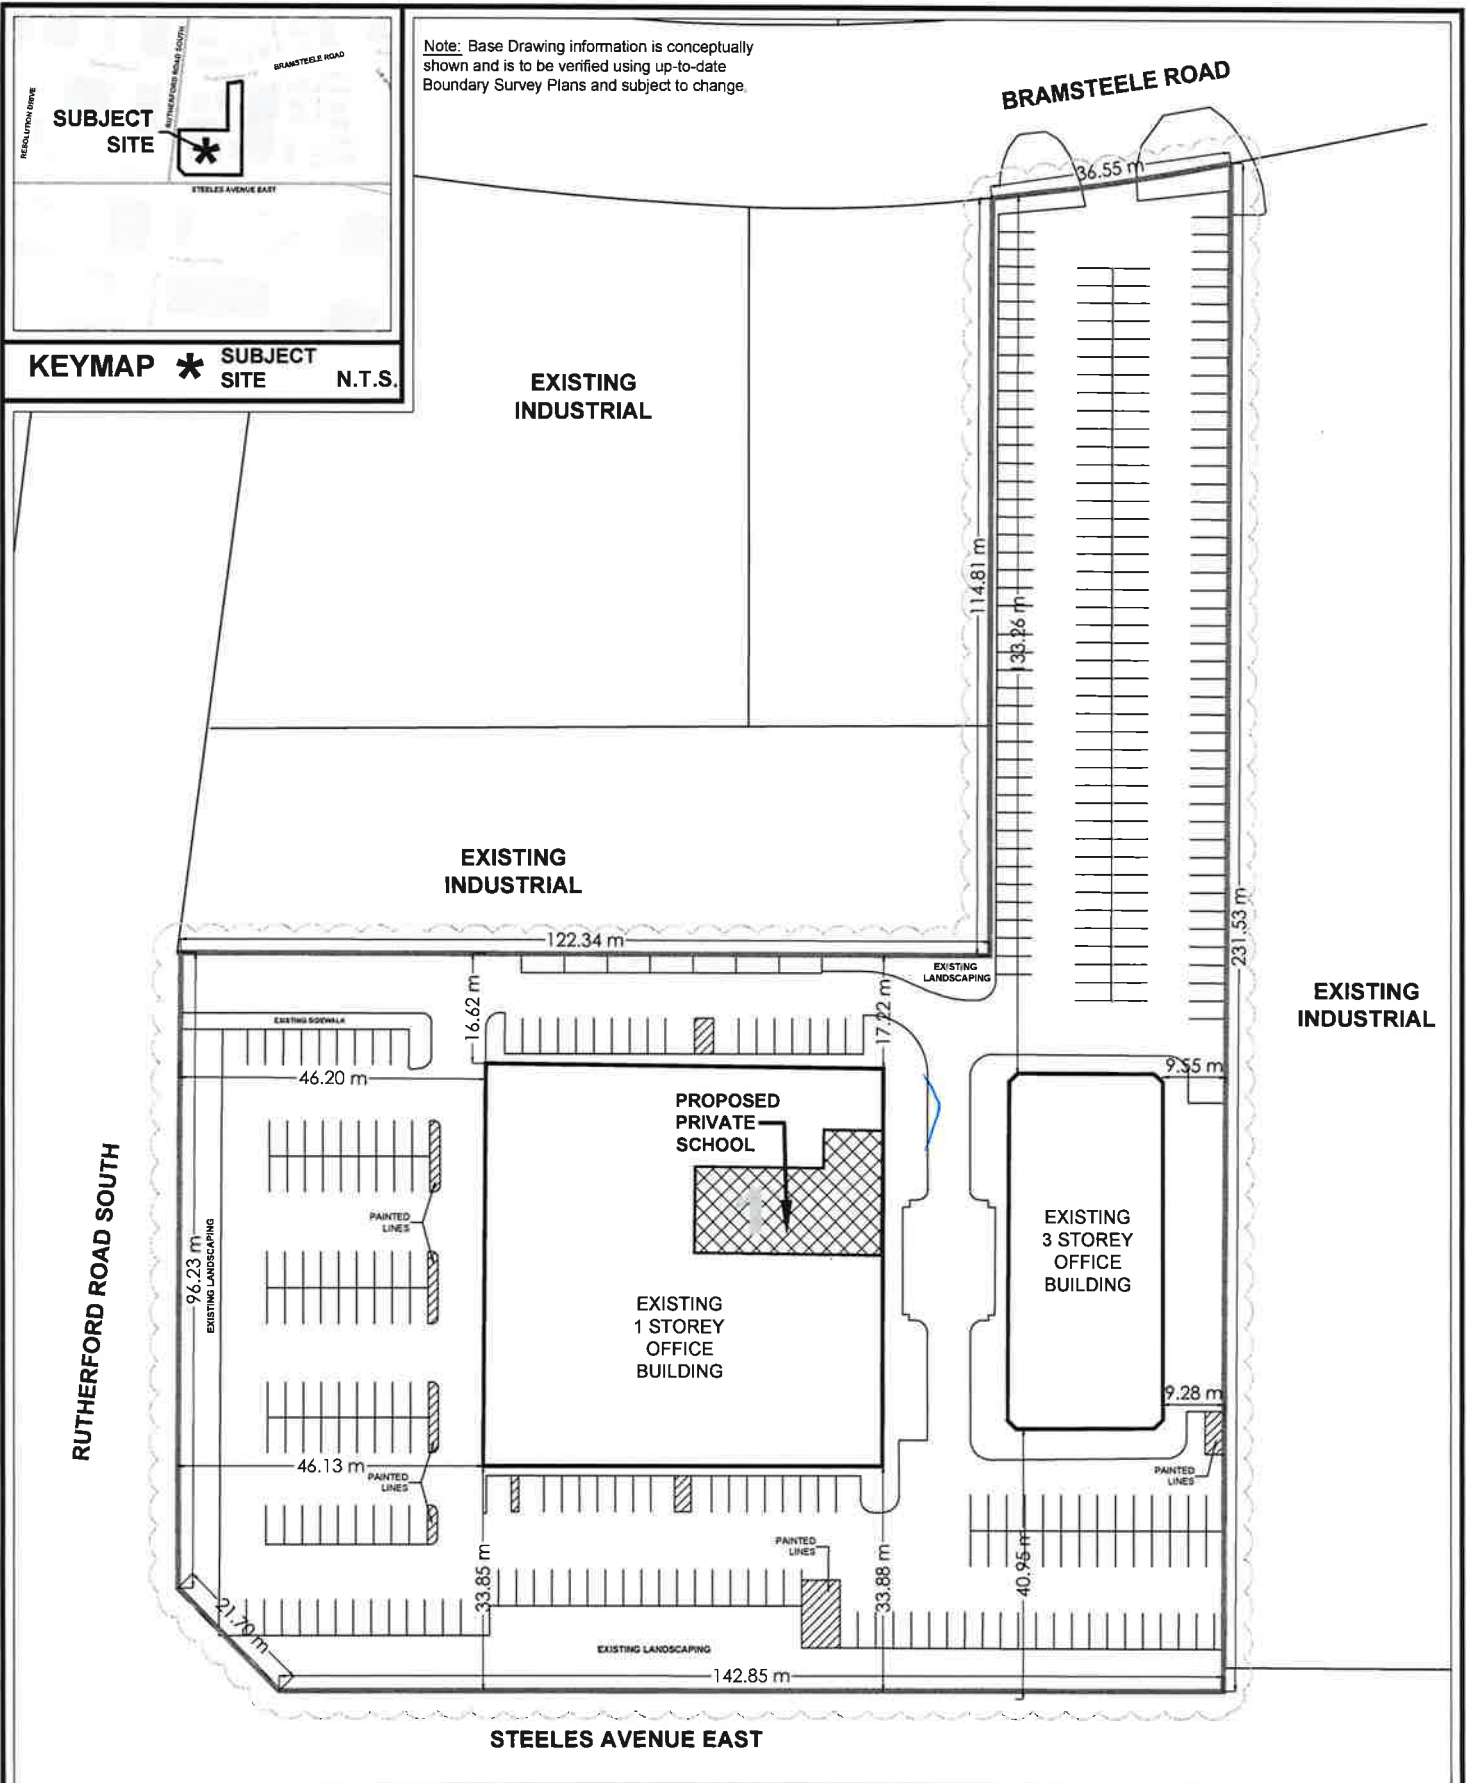 RESOLUTION DRIVE
RUTHERFORD ROAD SOUTH
BRAMSTEELE ROAD
SUBJECT
SITE
*
STEELES AVENUE EAST
KEYMAP * SUBJECT
SITE
N.T.S.
Note: Base Drawing information is conceptually
shown and is to be verified using up-to-date
Boundary Survey Plans and subject to change.
BRAMSTEELE ROAD
36.55 m
EXISTING
INDUSTRIAL
114.81 m
133.26 m
EXISTING
INDUSTRIAL
231.53 m
122.34 m
EXISTING
LANDSCAPING
EXISTING
INDUSTRIAL
16.62 m
17.22 m
EXISTING SIDEWALK
46.20 m
9.55 m
PROPOSED
PRIVATE
SCHOOL
1
RUTHERFORD ROAD SOUTH
96.23 m
EXISTING LANDSCAPING
PAINTED
LINES
EXISTING
3 STOREY
OFFICE
BUILDING
EXISTING
1 STOREY
OFFICE
BUILDING
9.28 m
46.13 m
PAINTED
LINES
PAINTED
LINES
PAINTED
LINES
33.85 m
33.88 m
40.95 m
21.70 m
EXISTING LANDSCAPING
142.85 m
STEELES AVENUE EAST